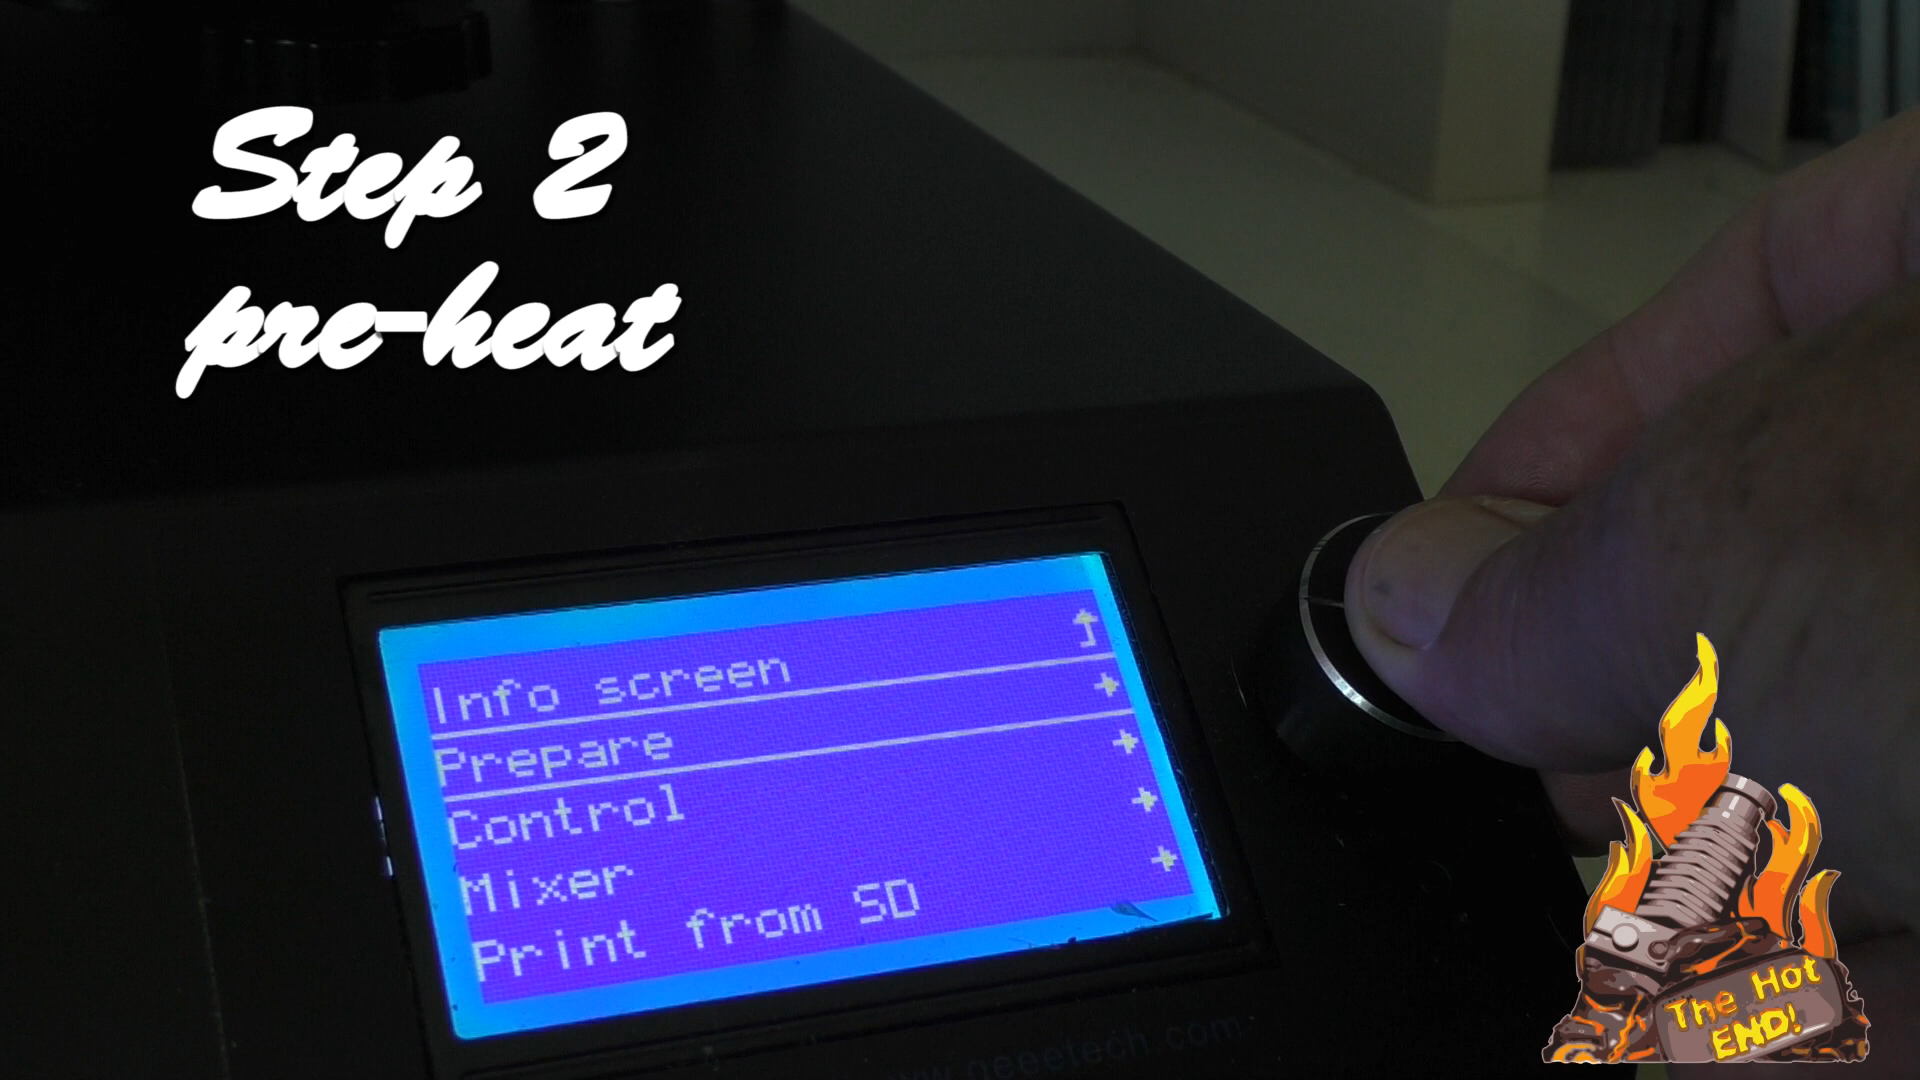 Step 2
pre-heat
Info screen
Prepare
Control
Mixer
Print from SD
The Hot
END!